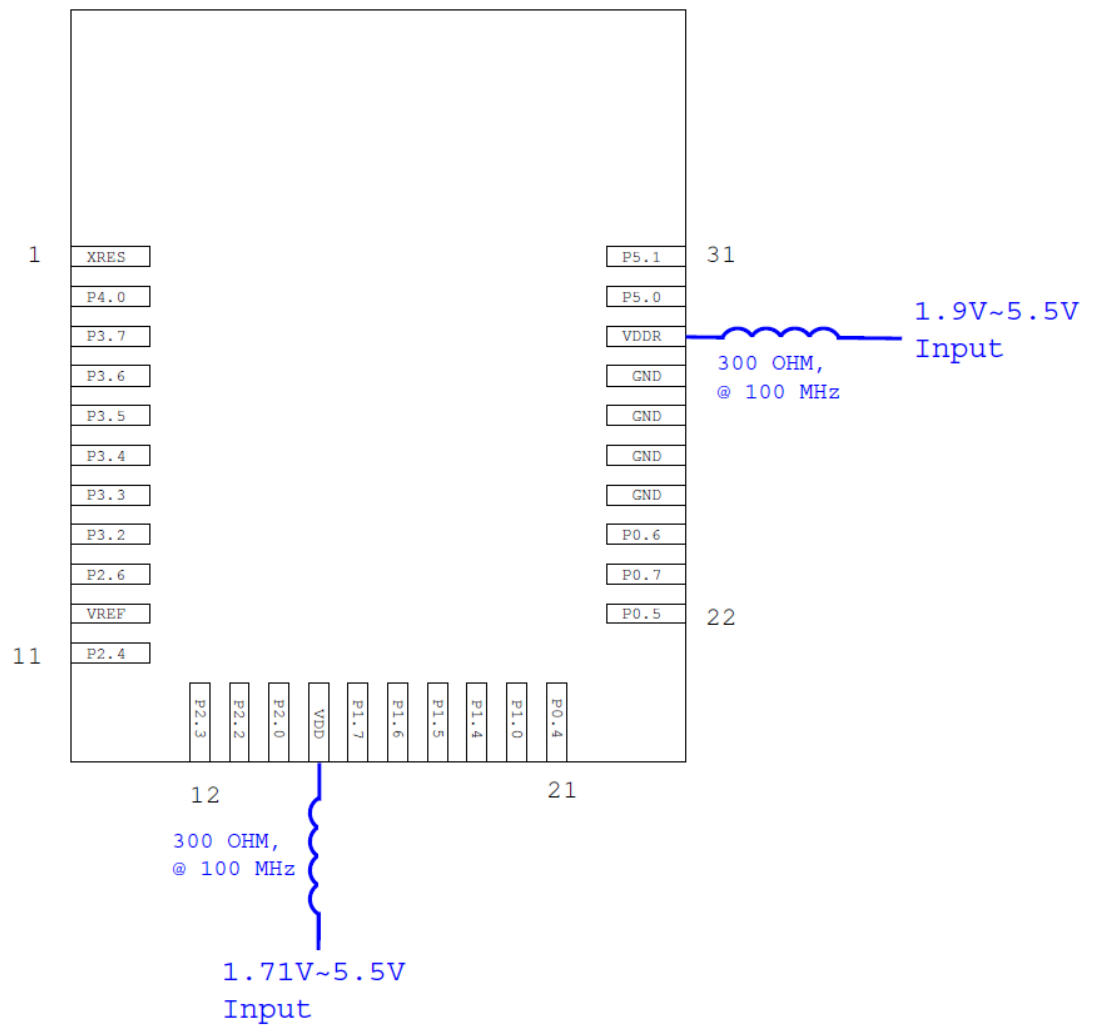 1
XRES
P4.0
P3.7
P3.6
P3.5
P3.4
P3.3
P3.2
P2.6
VREF
11
P2.4
P2.3
P2.2
P2.0
VDD
P1.7
P1.6
P1.5
P1.4
P1.0
P0.4
12
21
P5.1
31
P5.0
VDDR
GND
GND
GND
GND
P0.6
P0.7
P0.5
22
1.9V~5.5V
Input
300 OHM,
@ 100 MHz
300 OHM,
@ 100 MHz
1.71V~5.5V
Input